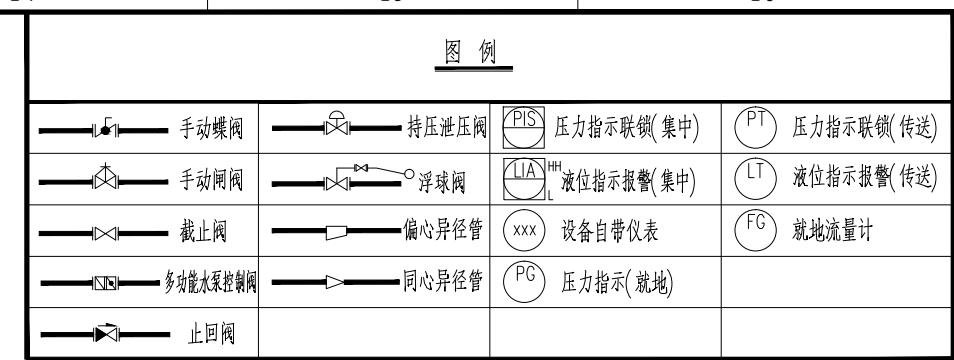 图 例
手动蝶阀 持压泄压阀 PIS 压力指示联锁(集中) PT 压力指示联锁(传送)
手动闸阀 浮球阀 LIA HH L 液位指示报警(集中) LT 液位指示报警(传送)
截止阀 偏心异径管 XXX 设备自带仪表 FG 就地流量计
多功能水泵控制阀 同心异径管 PG 压力指示(就地)
止回阀